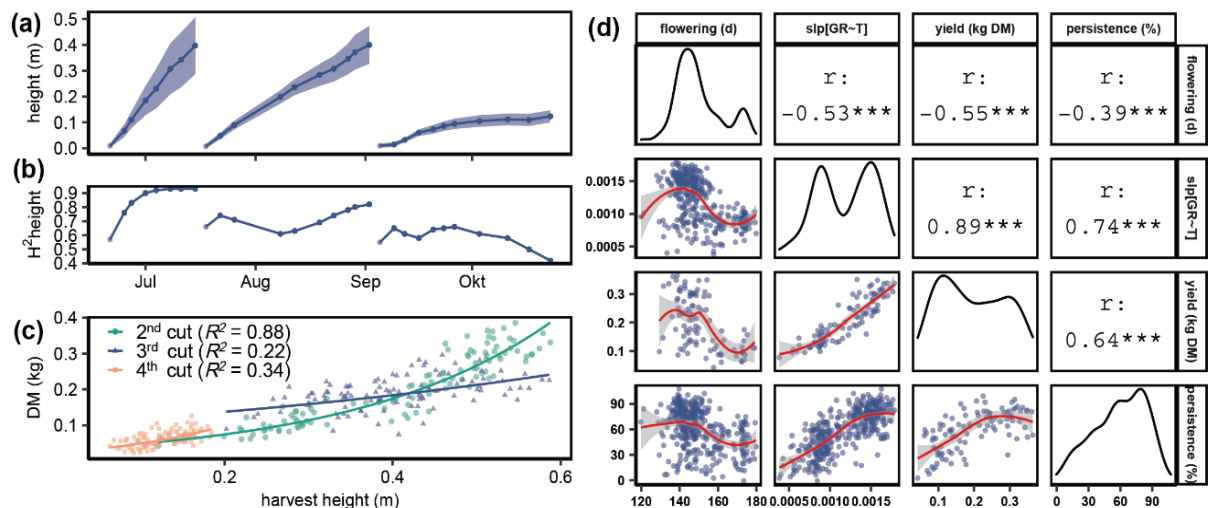 (a)
height (m)
0.5
0.4
0.3
0.2
0.1
0.0
(b)
H²height
0.9
0.8
0.7
0.6
0.5
0.4
Jul Aug Sep Okt
(c)
DM (kg)
0.4
0.3
0.2
0.1
2nd cut (R² = 0.88)
3rd cut (R² = 0.22)
4th cut (R² = 0.34)
0.2 0.4 0.6
harvest height (m)
(d)
flowering (d) slp[GR~T] yield (kg DM) persistence (%)
r: r: r:
-0.53*** -0.55*** -0.39***
flowering (d)
0.0015
0.0010
0.0005
r: r:
0.89*** 0.74***
slp[GR~T]
0.3
0.2
0.1
r:
0.64***
yield (kg DM)
90
60
30
0
persistence (%)
120 140 160 180 0.0005 0.0010 0.0015 0.1 0.2 0.3 0 30 60 90